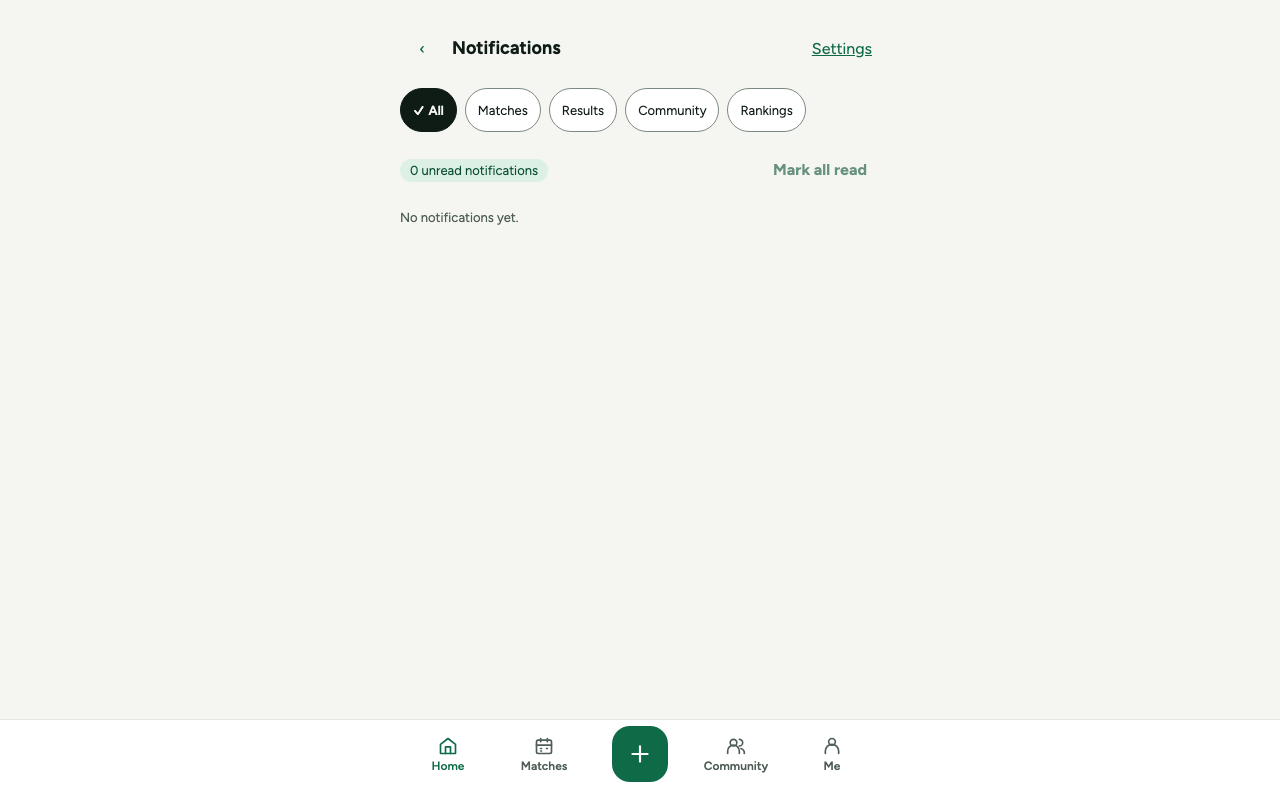 Notifications
Settings
All
Matches
Results
Community
Rankings
0 unread notifications
Mark all read
No notifications yet.
Home
Matches
Community
Me